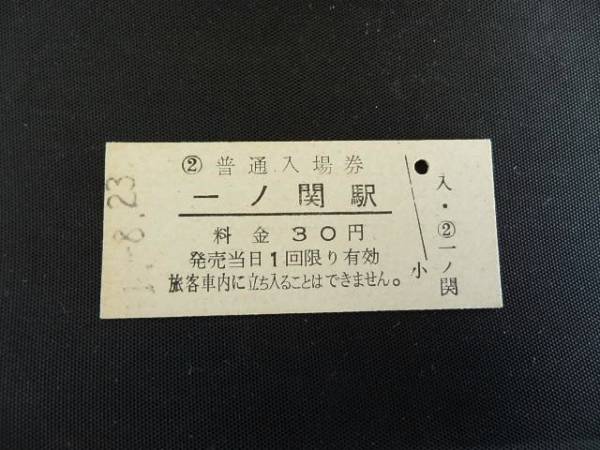 ② 普通入場券
一ノ関駅
料金30円
発売当日1回限り有効
旅客車内に立ち入ることはできません。
小
入・②一ノ関
8.23